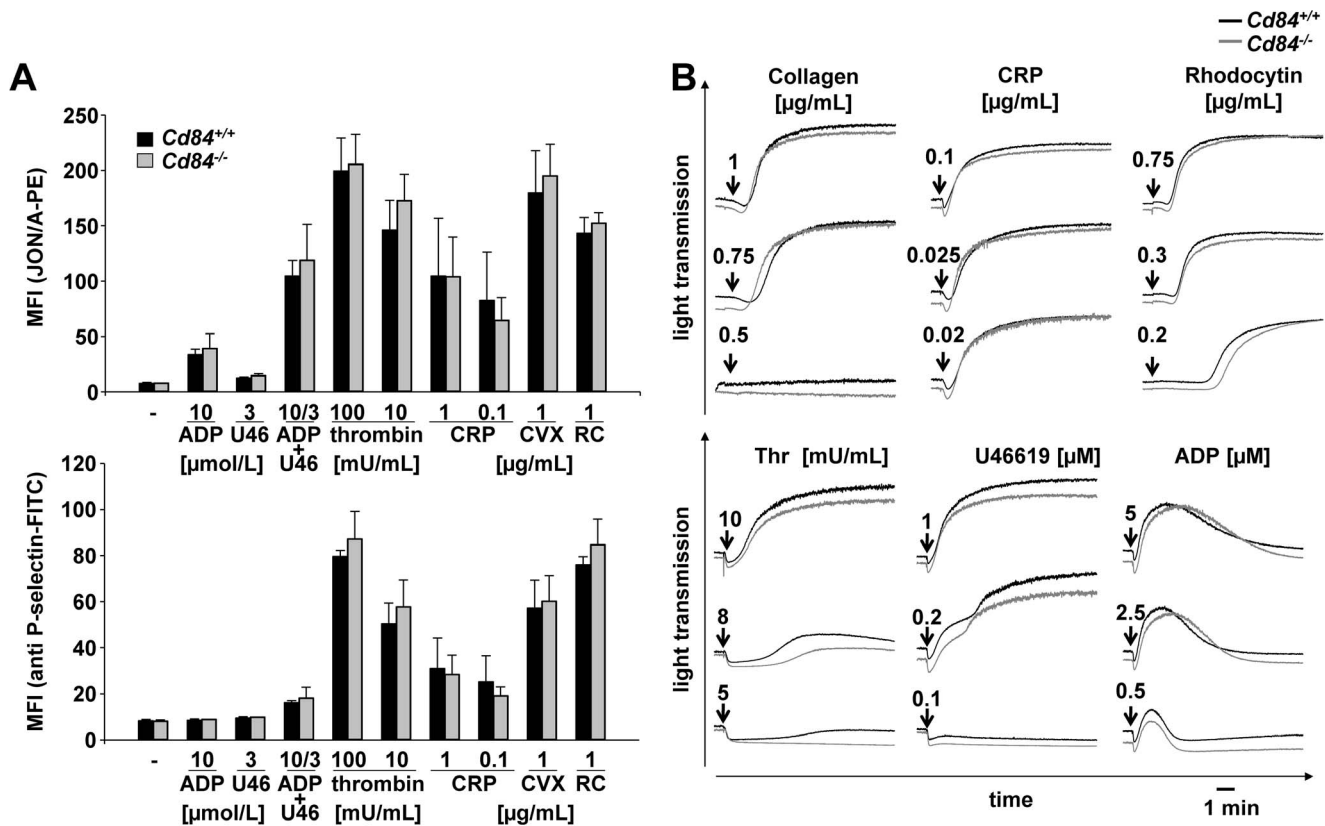 A
MFI (JON/A-PE)
250
200
150
100
50
0
Cd84+/+
Cd84-/-
- 10 3 10/3 100 10 1 0.1 1 1
ADP U46 ADP thrombin CRP CVX RC
+
[µmol/L] U46 [mU/mL] [µg/mL]
MFI (anti P-selectin-FITC)
120
100
80
60
40
20
0
- 10 3 10/3 100 10 1 0.1 1 1
ADP U46 ADP thrombin CRP CVX RC
+
[µmol/L] U46 [mU/mL] [µg/mL]
B
Cd84+/+
Cd84-/-
light transmission
Collagen
[µg/mL]
1
0.75
0.5
CRP
[µg/mL]
0.1
0.025
0.02
Rhodocytin
[µg/mL]
0.75
0.3
0.2
light transmission
Thr [mU/mL]
10
8
5
U46619 [µM]
1
0.2
0.1
ADP [µM]
5
2.5
0.5
time
1 min